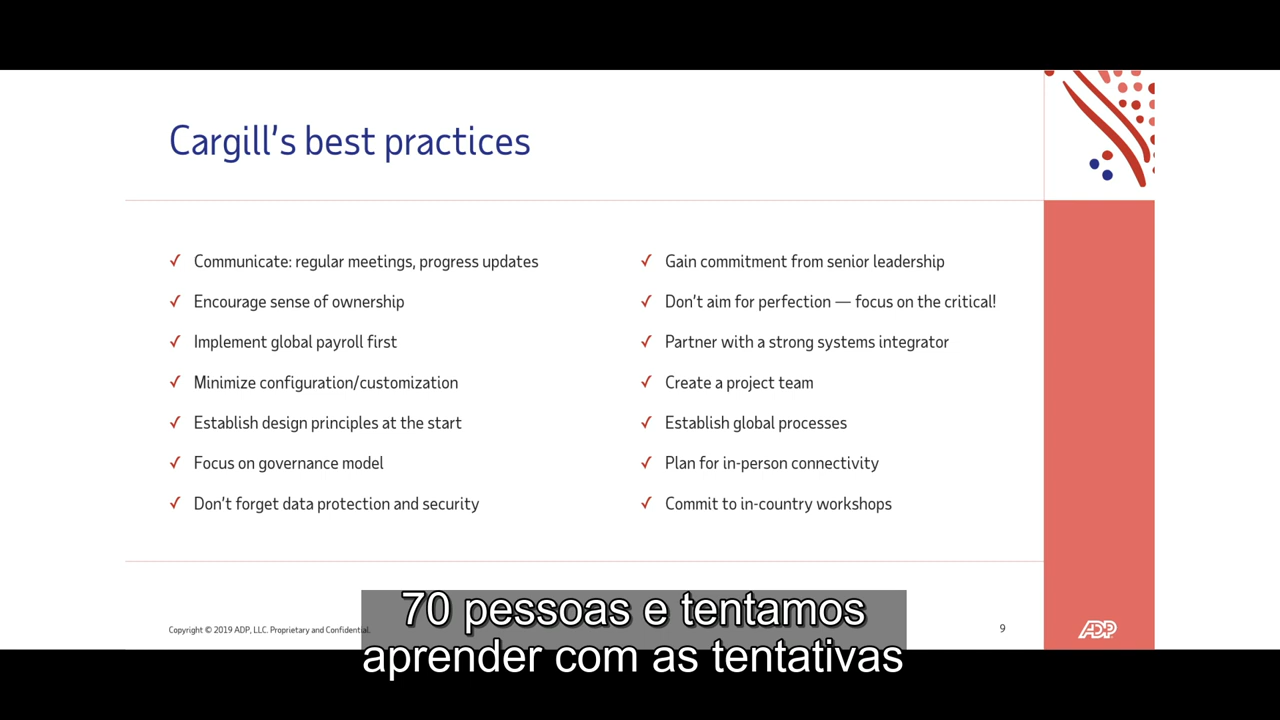 Cargill's best practices
✓ Communicate: regular meetings, progress updates
✓ Encourage sense of ownership
✓ Implement global payroll first
✓ Minimize configuration/customization
✓ Establish design principles at the start
✓ Focus on governance model
✓ Don't forget data protection and security
✓ Gain commitment from senior leadership
✓ Don't aim for perfection — focus on the critical!
✓ Partner with a strong systems integrator
✓ Create a project team
✓ Establish global processes
✓ Plan for in-person connectivity
✓ Commit to in-country workshops
70 pessoas e tentamos
aprender com as tentativas
Copyright © 2019 ADP, LLC. Proprietary and Confidential.
9
ADP